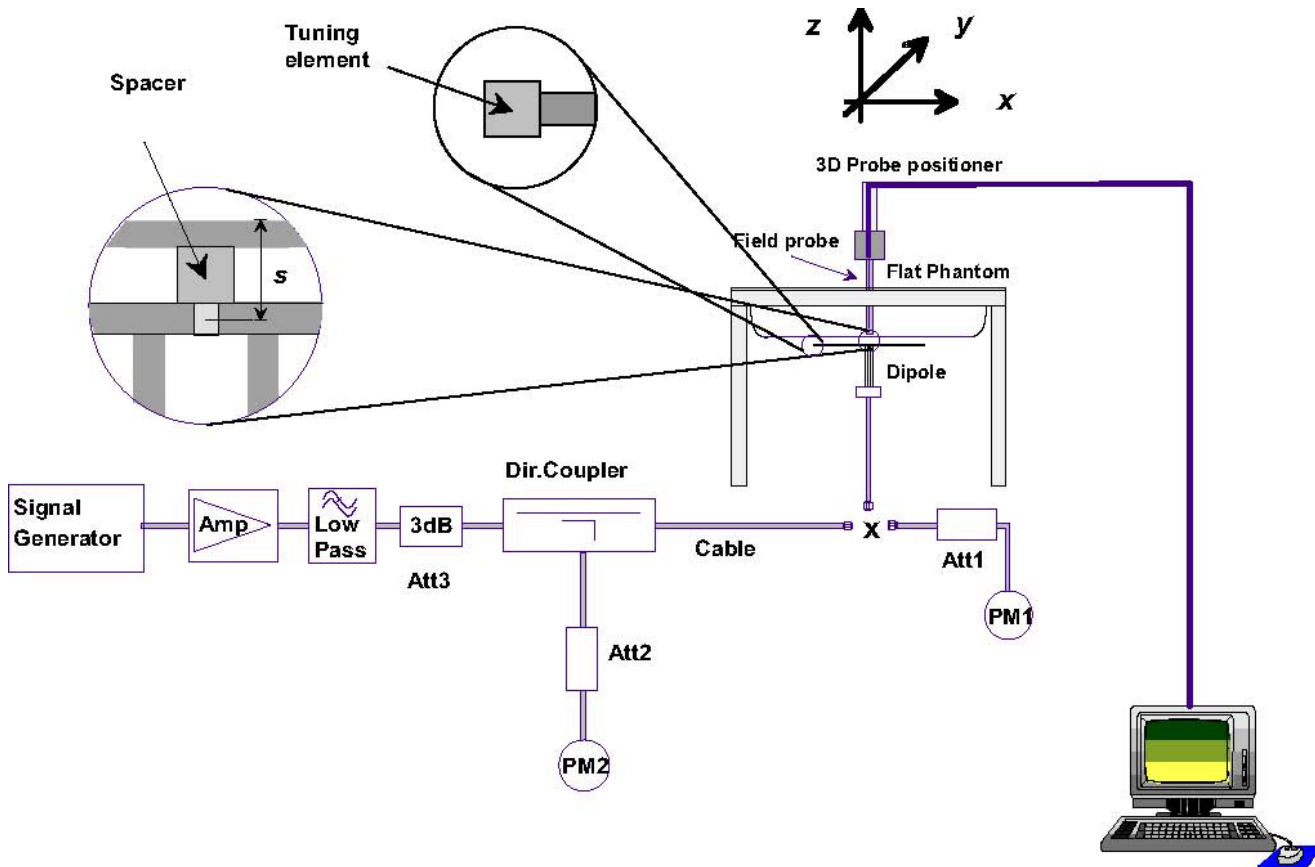 Tuning
element
Spacer
s
z
y
x
3D Probe positioner
Field probe
Flat Phantom
Dipole
Dir.Coupler
Signal
Generator
Amp
Low
Pass
3dB
Att3
Cable
X
Att1
PM1
Att2
PM2